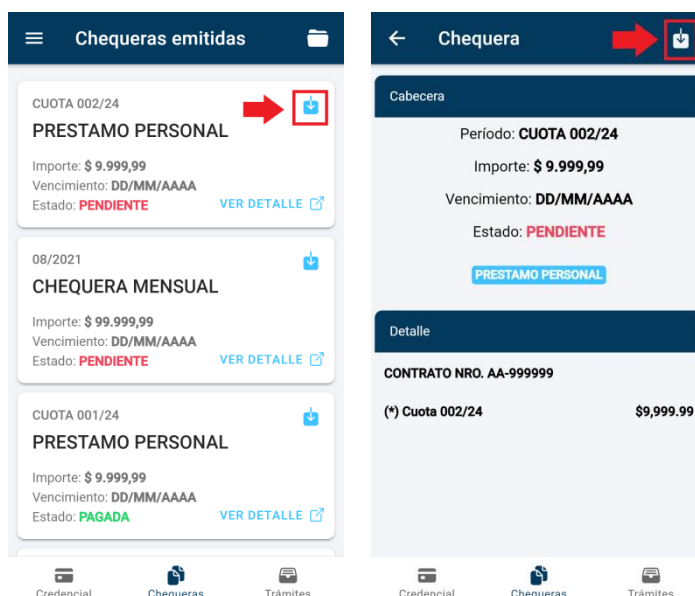 Chequeras emitidas
CUOTA 002/24
PRESTAMO PERSONAL
Importe: $ 9.999,99
Vencimiento: DD/MM/AAAA
Estado: PENDIENTE
VER DETALLE
08/2021
CHEQUERA MENSUAL
Importe: $ 99.999,99
Vencimiento: DD/MM/AAAA
Estado: PENDIENTE
VER DETALLE
CUOTA 001/24
PRESTAMO PERSONAL
Importe: $ 9.999,99
Vencimiento: DD/MM/AAAA
Estado: PAGADA
VER DETALLE
Credencial
Chequeras
Trámites
Chequera
Cabecera
Período: CUOTA 002/24
Importe: $ 9.999,99
Vencimiento: DD/MM/AAAA
Estado: PENDIENTE
PRESTAMO PERSONAL
Detalle
CONTRATO NRO. AA-999999
(*) Cuota 002/24 $9,999.99
Credencial
Chequeras
Trámites